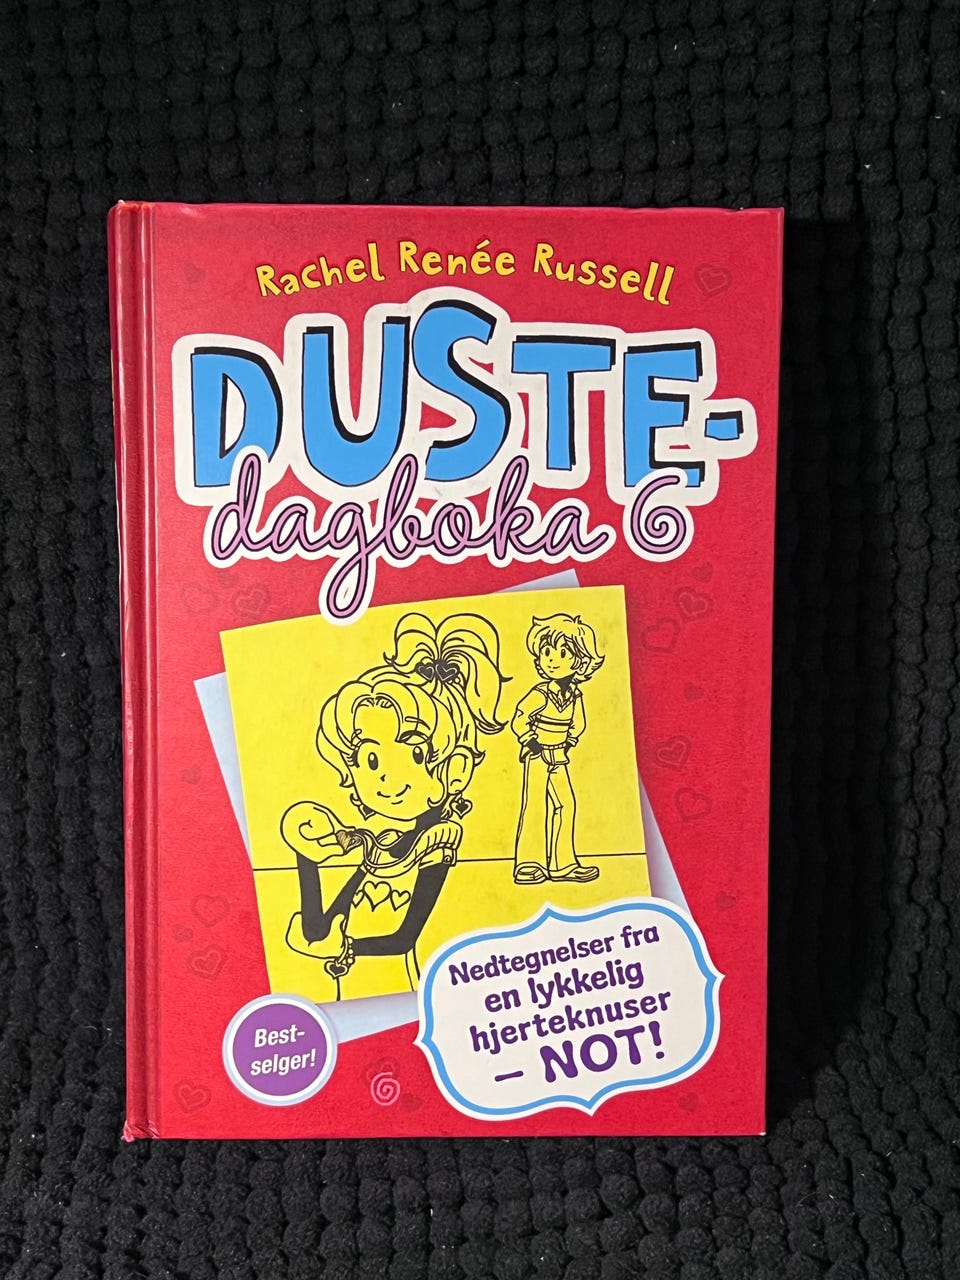 Rachel Renée Russell
DUSTE-
dagboka 6
Nedtegnelser fra
en lykkelig
hjerteknuser
– NOT!
Best-
selger!